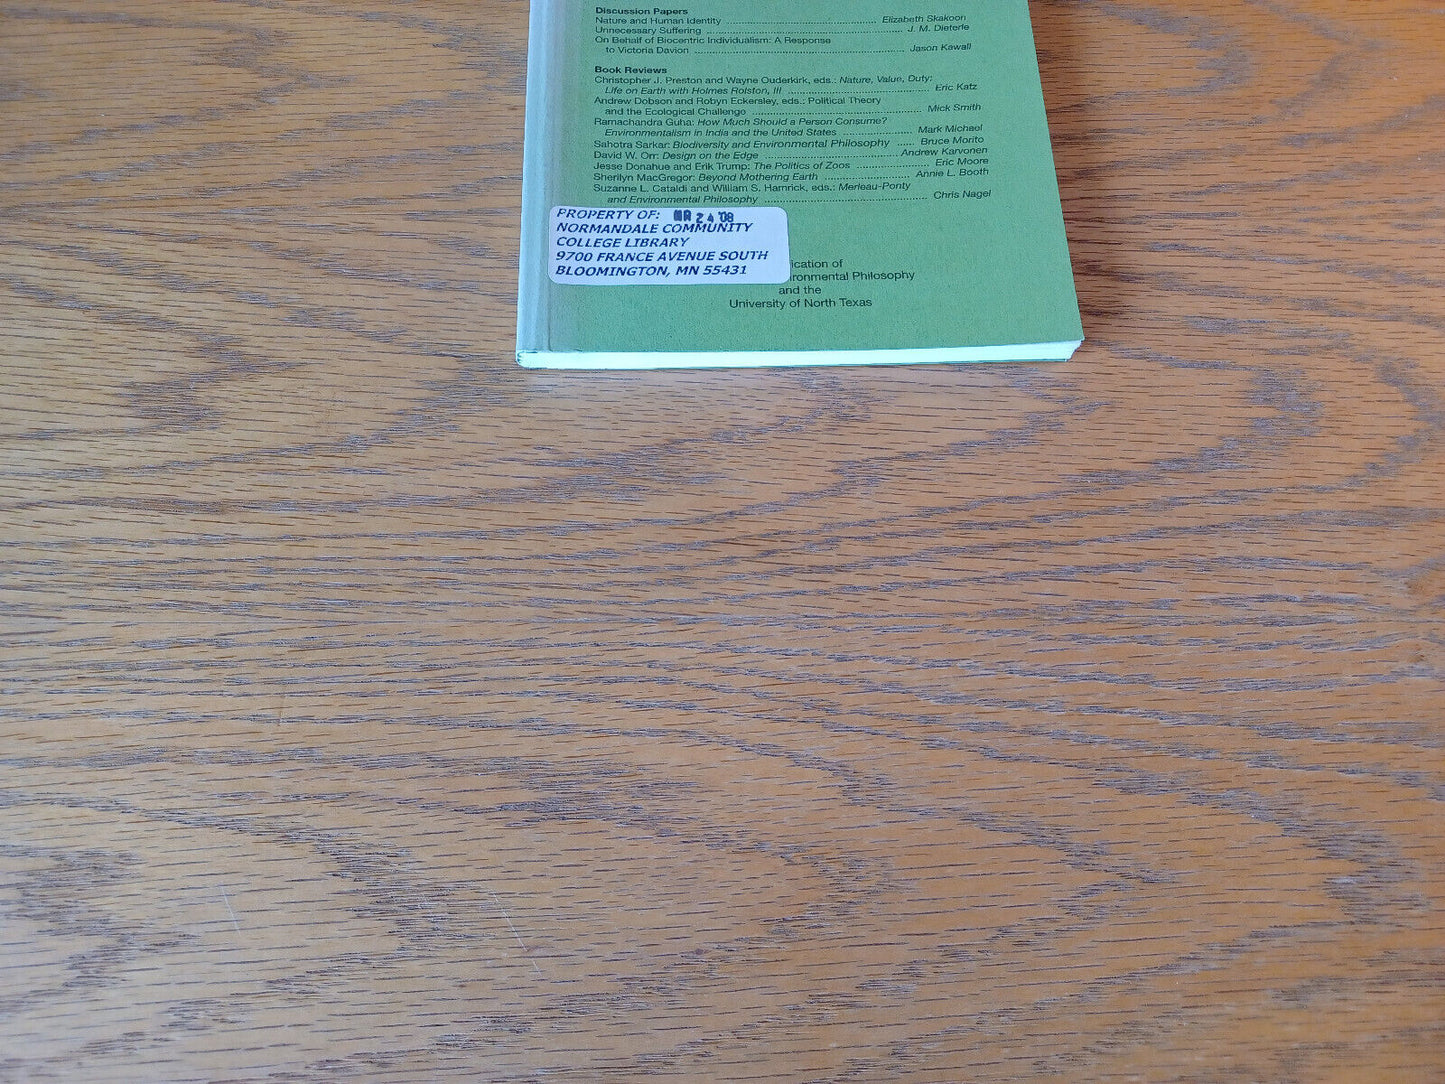 Discussion Papers
Nature and Human Identity ........ Elizabeth Skakoon
Unnecessary Suffering ........ J. M. Dieterle
On Behalf of Biocentric Individualism: A Response
to Victoria Davion ........ Jason Kawall
Book Reviews
Christopher J. Preston and Wayne Ouderkirk, eds.: Nature, Value, Duty:
Life on Earth with Holmes Rolston, III ........ Eric Katz
Andrew Dobson and Robyn Eckersley, eds.: Political Theory
and the Ecological Challenge ........ Mick Smith
Ramachandra Guha: How Much Should a Person Consume?
Environmentalism in India and the United States ........ Mark Michael
Sahotra Sarkar: Biodiversity and Environmental Philosophy ..... Bruce Morito
David W. Orr: Design on the Edge ........ Andrew Karvonen
Jesse Donahue and Erik Trump: The Politics of Zoos ........ Eric Moore
Sherilyn MacGregor: Beyond Mothering Earth ........ Annie L. Booth
Suzanne L. Cataldi and William S. Hamrick, eds.: Merleau-Ponty
and Environmental Philosophy ........ Chris Nagel
PROPERTY OF: 24 '08
NORMANDALE COMMUNITY
COLLEGE LIBRARY
9700 FRANCE AVENUE SOUTH
BLOOMINGTON, MN 55431
ication of
ironmental Philosophy
and the
University of North Texas